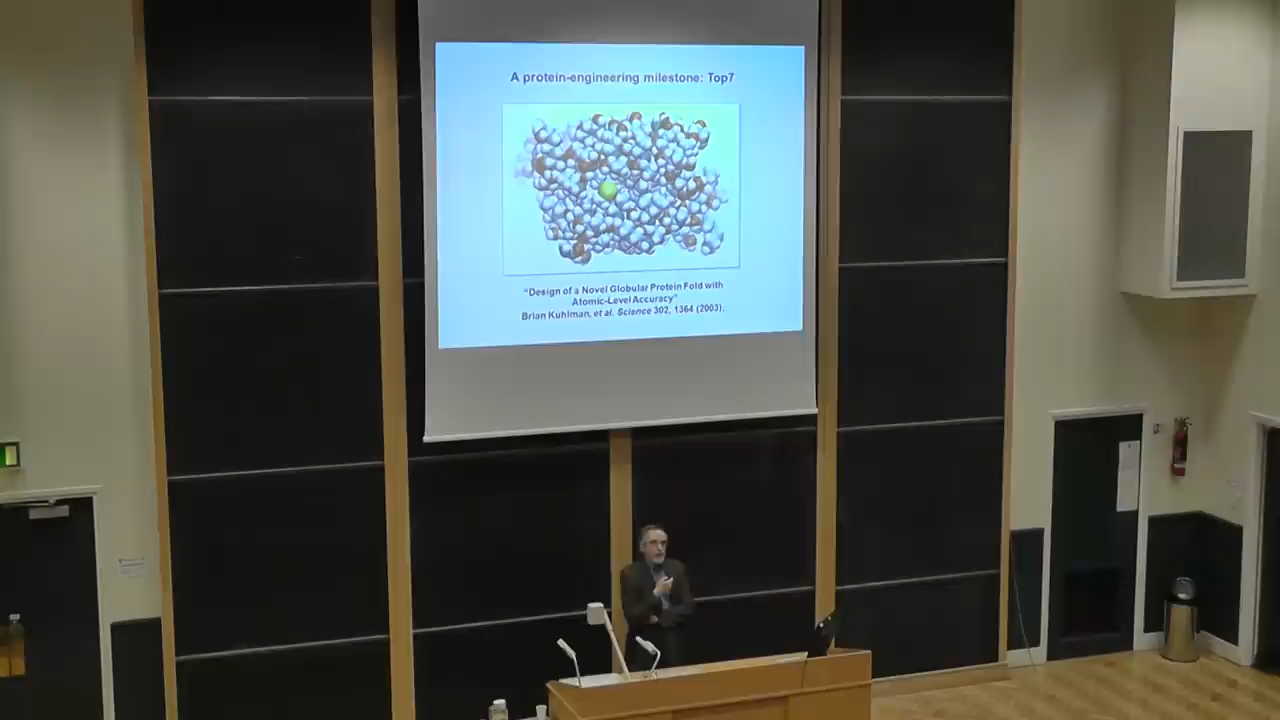 A protein-engineering milestone: Top7
“Design of a Novel Globular Protein Fold with
Atomic-Level Accuracy”
Brian Kuhlman, et al. Science 302, 1364 (2003).